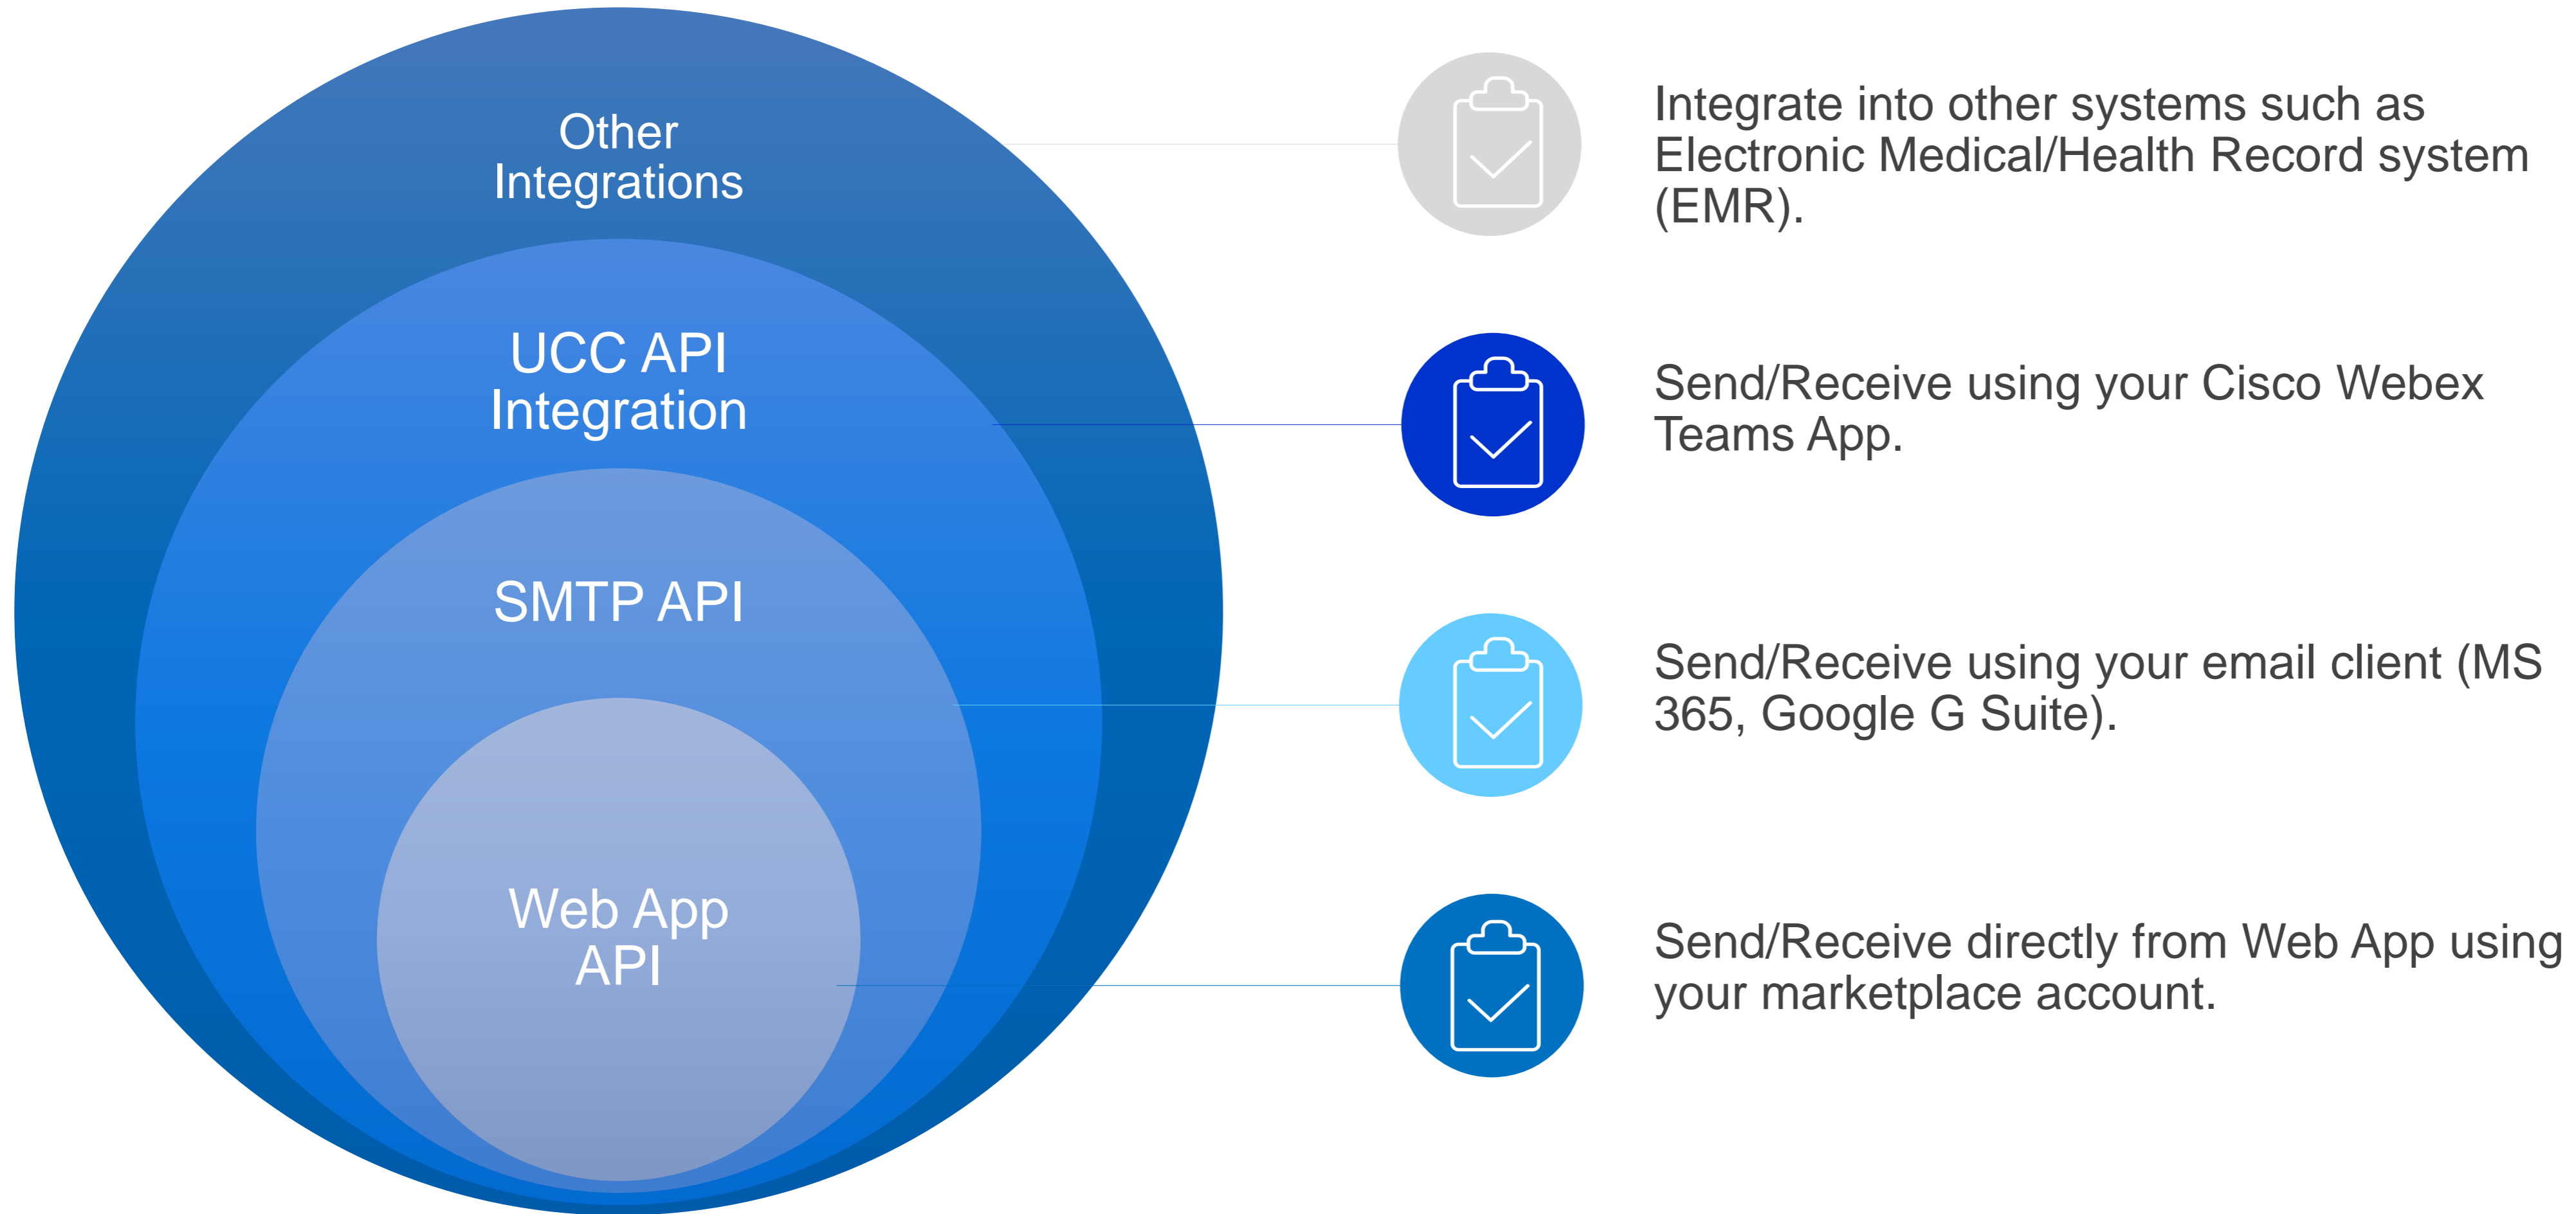 Other
Integrations
Integrate into other systems such as
Electronic Medical/Health Record system
(EMR).
UCC API
Integration
Send/Receive using your Cisco Webex
Teams App.
SMTP API
Send/Receive using your email client (MS
365, Google G Suite).
Web App
API
Send/Receive directly from Web App using
your marketplace account.